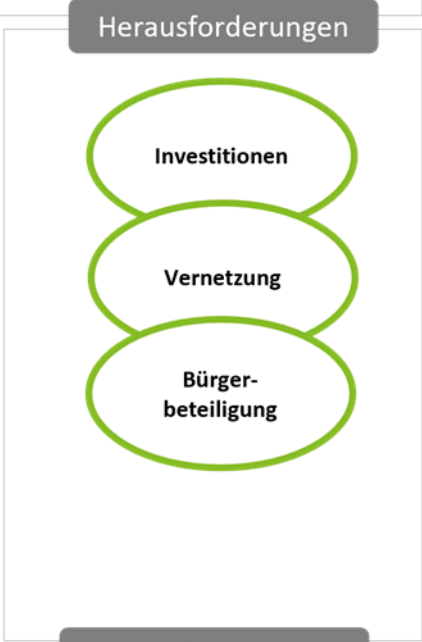 Herausforderungen
Investitionen
Vernetzung
Bürger-
beteiligung